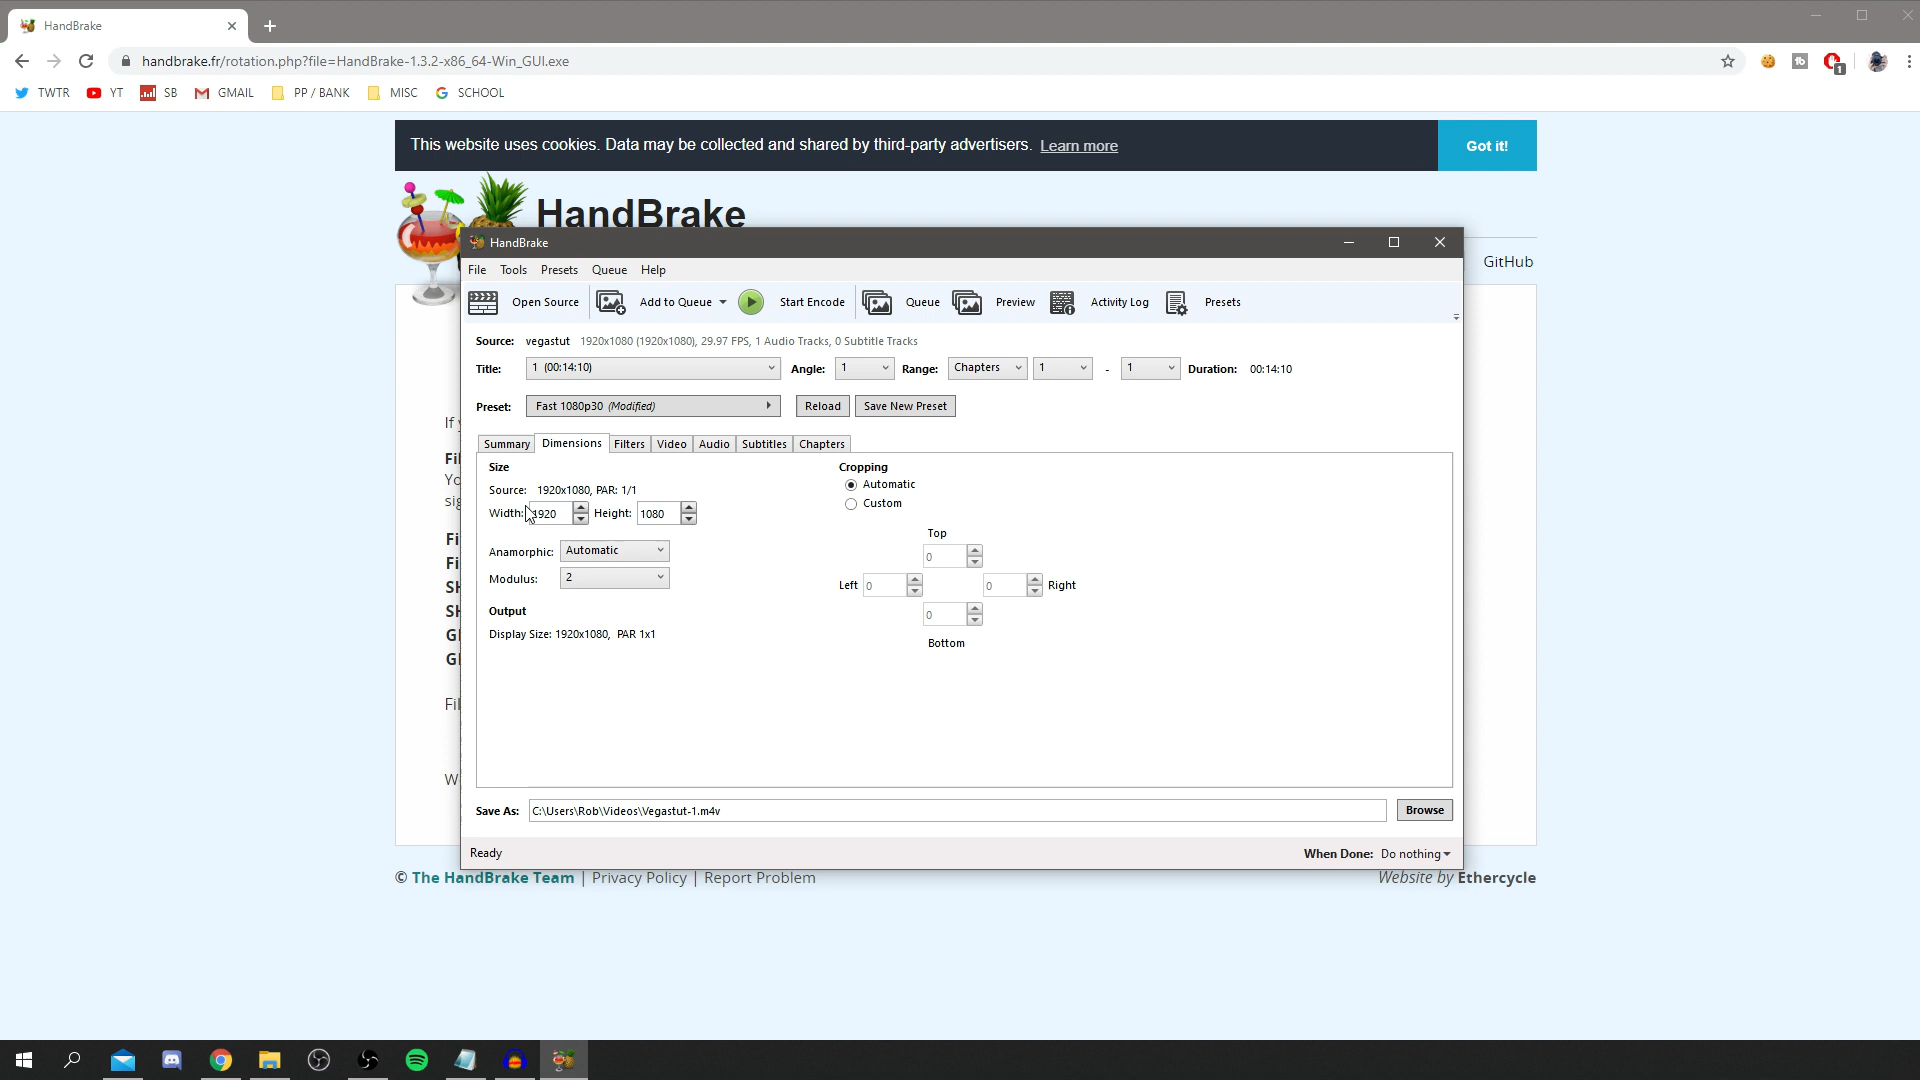 HandBrake
handbrake.fr/rotation.php?file=HandBrake-1.3.2-x86_64-Win_GUI.exe
1
TWTR YT SB GMAIL PP / BANK MISC SCHOOL
This website uses cookies. Data may be collected and shared by third-party advertisers. Learn more
Got it!
HandBrake
GitHub
HandBrake
File Tools Presets Queue Help
Open Source Add to Queue Start Encode Queue Preview Activity Log Presets
Source: vegastut 1920x1080 (1920x1080), 29.97 FPS, 1 Audio Tracks, 0 Subtitle Tracks
Title: 1 (00:14:10) Angle: 1 Range: Chapters 1 - 1 Duration: 00:14:10
Preset: Fast 1080p30 (Modified) Reload Save New Preset
Summary Dimensions Filters Video Audio Subtitles Chapters
Size
Source: 1920x1080, PAR: 1/1
Width: 1920 Height: 1080
Anamorphic: Automatic
Modulus: 2
Output
Display Size: 1920x1080, PAR 1x1
Cropping
Automatic
Custom
Top
0
Left 0 0 Right
0
Bottom
Save As: C:\Users\Rob\Videos\Vegastut-1.m4v Browse
Ready When Done: Do nothing
© The HandBrake Team | Privacy Policy | Report Problem
Website by Ethercycle